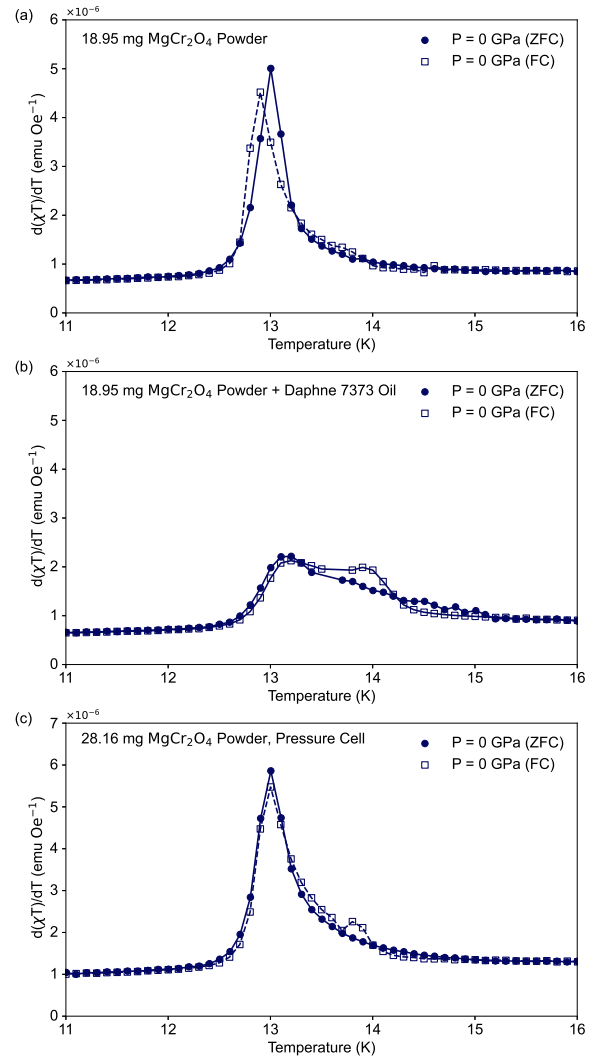 (a)
×10⁻⁶
18.95 mg MgCr₂O₄ Powder
P = 0 GPa (ZFC)
P = 0 GPa (FC)
d(χT)/dT (emu Oe⁻¹)
6
5
4
3
2
1
0
11 12 13 14 15 16
Temperature (K)
(b)
×10⁻⁶
18.95 mg MgCr₂O₄ Powder + Daphne 7373 Oil
P = 0 GPa (ZFC)
P = 0 GPa (FC)
d(χT)/dT (emu Oe⁻¹)
6
5
4
3
2
1
0
11 12 13 14 15 16
Temperature (K)
(c)
×10⁻⁶
28.16 mg MgCr₂O₄ Powder, Pressure Cell
P = 0 GPa (ZFC)
P = 0 GPa (FC)
d(χT)/dT (emu Oe⁻¹)
7
6
5
4
3
2
1
0
11 12 13 14 15 16
Temperature (K)